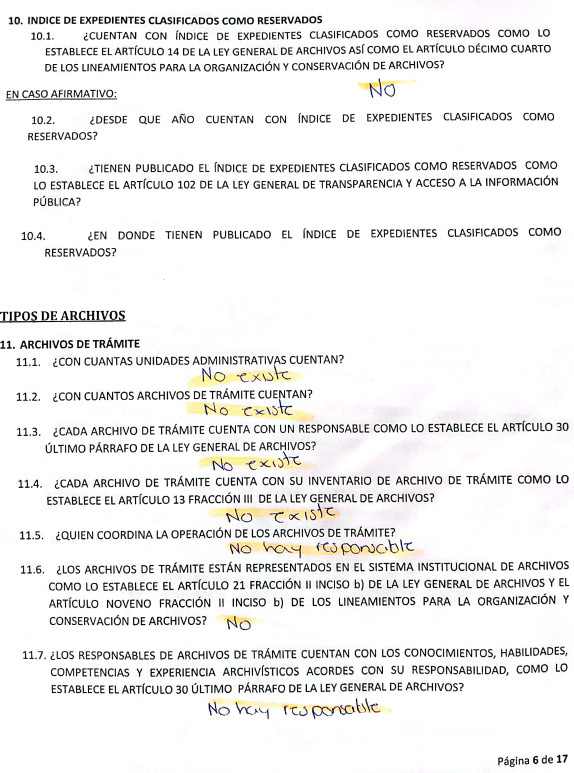 10. INDICE DE EXPEDIENTES CLASIFICADOS COMO RESERVADOS
10.1. ¿CUENTAN CON ÍNDICE DE EXPEDIENTES CLASIFICADOS COMO RESERVADOS COMO LO
ESTABLECE EL ARTÍCULO 14 DE LA LEY GENERAL DE ARCHIVOS ASÍ COMO EL ARTÍCULO DÉCIMO CUARTO
DE LOS LINEAMIENTOS PARA LA ORGANIZACIÓN Y CONSERVACIÓN DE ARCHIVOS?
No
EN CASO AFIRMATIVO:
10.2. ¿DESDE QUE AÑO CUENTAN CON ÍNDICE DE EXPEDIENTES CLASIFICADOS COMO
RESERVADOS?
10.3. ¿TIENEN PUBLICADO EL ÍNDICE DE EXPEDIENTES CLASIFICADOS COMO RESERVADOS COMO
LO ESTABLECE EL ARTÍCULO 102 DE LA LEY GENERAL DE TRANSPARENCIA Y ACCESO A LA INFORMACIÓN
PÚBLICA?
10.4. ¿EN DONDE TIENEN PUBLICADO EL ÍNDICE DE EXPEDIENTES CLASIFICADOS COMO
RESERVADOS?
TIPOS DE ARCHIVOS
11. ARCHIVOS DE TRÁMITE
11.1. ¿CON CUANTAS UNIDADES ADMINISTRATIVAS CUENTAN?
No existe
11.2. ¿CON CUANTOS ARCHIVOS DE TRÁMITE CUENTAN?
No existe
11.3. ¿CADA ARCHIVO DE TRÁMITE CUENTA CON UN RESPONSABLE COMO LO ESTABLECE EL ARTÍCULO 30
ÚLTIMO PÁRRAFO DE LA LEY GENERAL DE ARCHIVOS?
No existe
11.4. ¿CADA ARCHIVO DE TRÁMITE CUENTA CON SU INVENTARIO DE ARCHIVO DE TRÁMITE COMO LO
ESTABLECE EL ARTÍCULO 13 FRACCIÓN III DE LA LEY GENERAL DE ARCHIVOS?
No existe
11.5. ¿QUIEN COORDINA LA OPERACIÓN DE LOS ARCHIVOS DE TRÁMITE?
No hay responsable
11.6. ¿LOS ARCHIVOS DE TRÁMITE ESTÁN REPRESENTADOS EN EL SISTEMA INSTITUCIONAL DE ARCHIVOS
COMO LO ESTABLECE EL ARTÍCULO 21 FRACCIÓN II INCISO b) DE LA LEY GENERAL DE ARCHIVOS Y EL
ARTÍCULO NOVENO FRACCIÓN II INCISO b) DE LOS LINEAMIENTOS PARA LA ORGANIZACIÓN Y
CONSERVACIÓN DE ARCHIVOS? No
11.7. ¿LOS RESPONSABLES DE ARCHIVOS DE TRÁMITE CUENTAN CON LOS CONOCIMIENTOS, HABILIDADES,
COMPETENCIAS Y EXPERIENCIA ARCHIVÍSTICOS ACORDES CON SU RESPONSABILIDAD, COMO LO
ESTABLECE EL ARTÍCULO 30 ÚLTIMO PÁRRAFO DE LA LEY GENERAL DE ARCHIVOS?
No hay responsable
Página 6 de 17